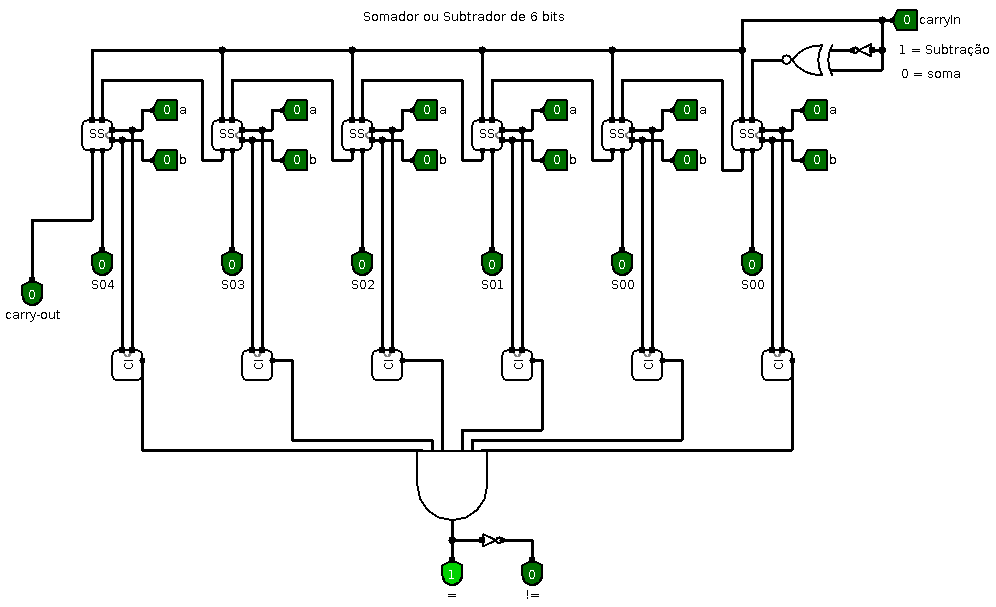 Somador ou Subtrador de 6 bits
0 carryIn
1 = Subtração
0 = soma
0 a 0 a 0 a 0 a 0 a 0 a
SS SS SS SS SS SS
0 b 0 b 0 b 0 b 0 b 0 b
0 0 0 0 0 0
S04 S03 S02 S01 S00 S00
0
carry-out
CI CI CI CI CI CI
1 0
= !=